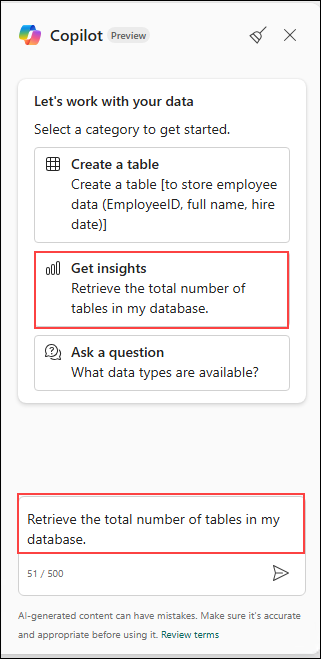 Copilot Preview
Let's work with your data
Select a category to get started.
Create a table
Create a table [to store employee
data (EmployeeID, full name, hire
date)]
Get insights
Retrieve the total number of
tables in my database.
Ask a question
What data types are available?
Retrieve the total number of tables in my
database.
51 / 500
AI-generated content can have mistakes. Make sure it's accurate
and appropriate before using it. Review terms